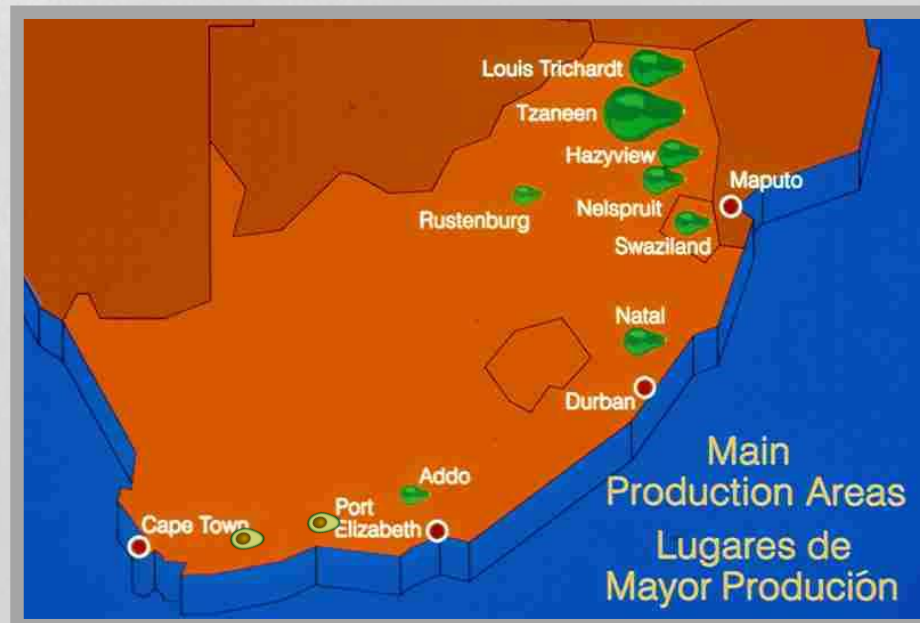 Louis Trichardt
Tzaneen
Hazyview
Maputo
Rustenburg
Nelspruit
Swaziland
Natal
Durban
Addo
Port
Elizabeth
Cape Town
Main
Production Areas
Lugares de
Mayor Produción